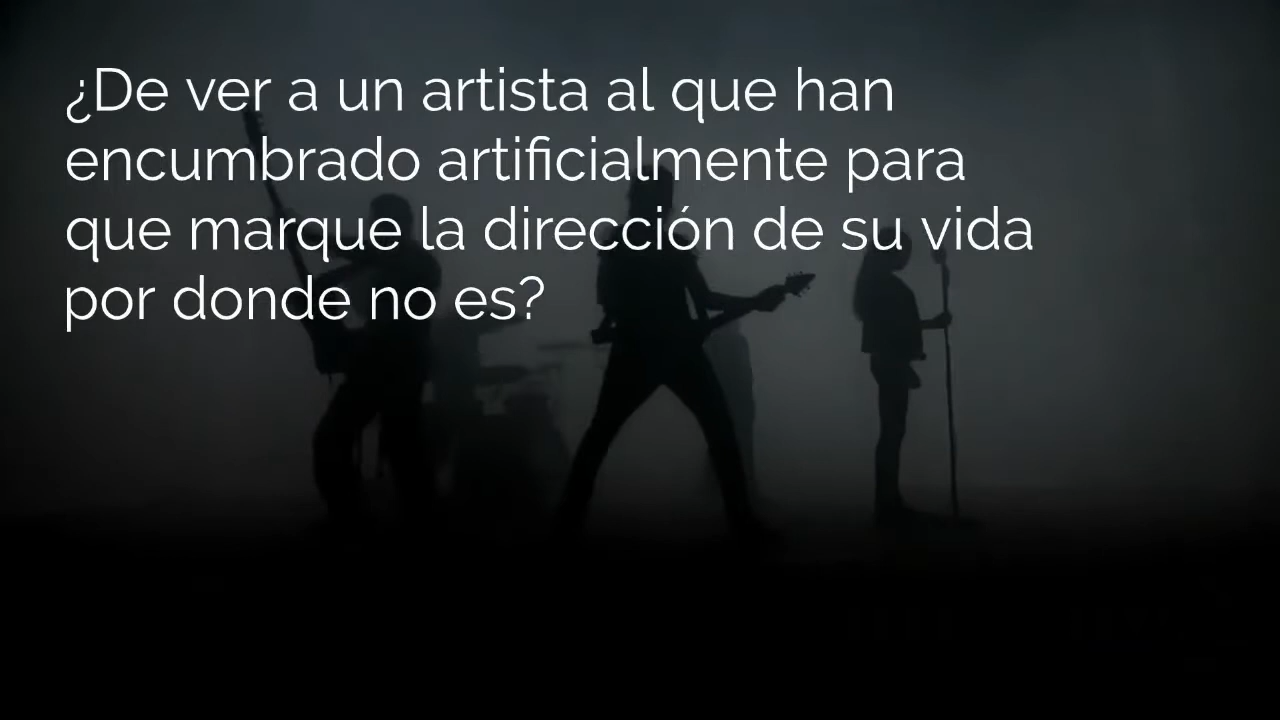 ¿De ver a un artista al que han
encumbrado artificialmente para
que marque la dirección de su vida
por donde no es?